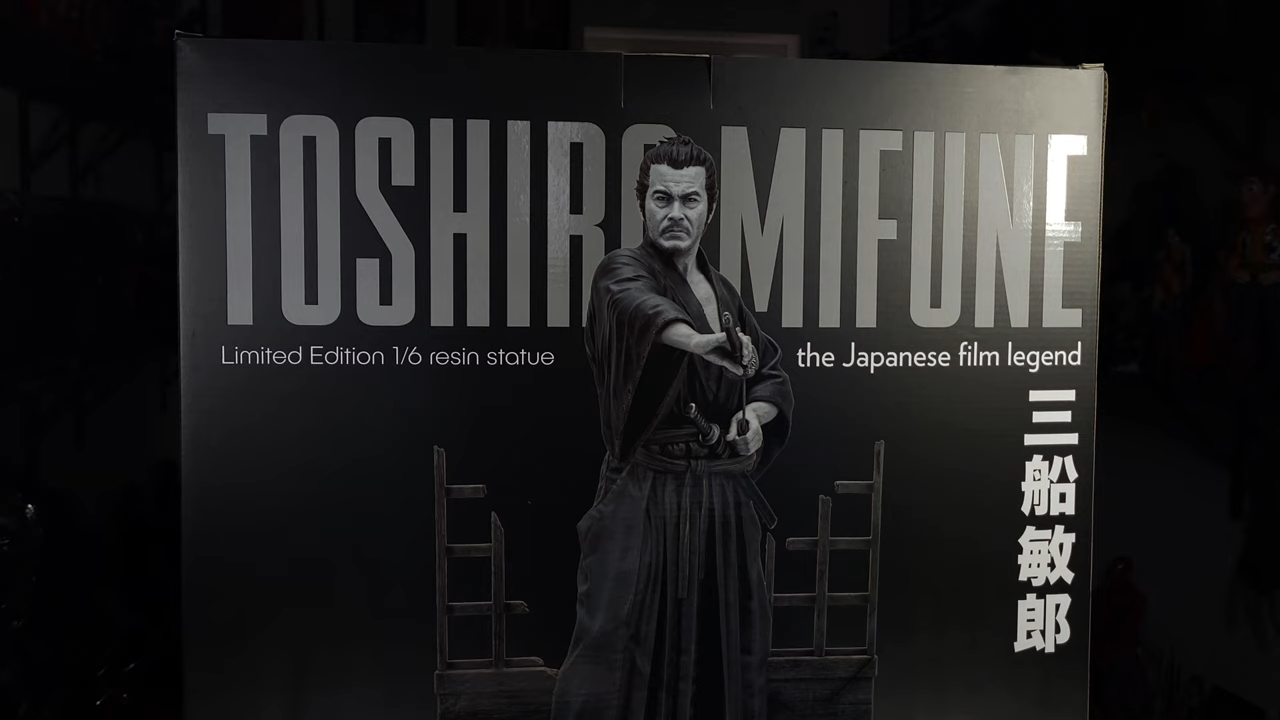 TOSHIRO MIFUNE
Limited Edition 1/6 resin statue
the Japanese film legend
三船敏郎